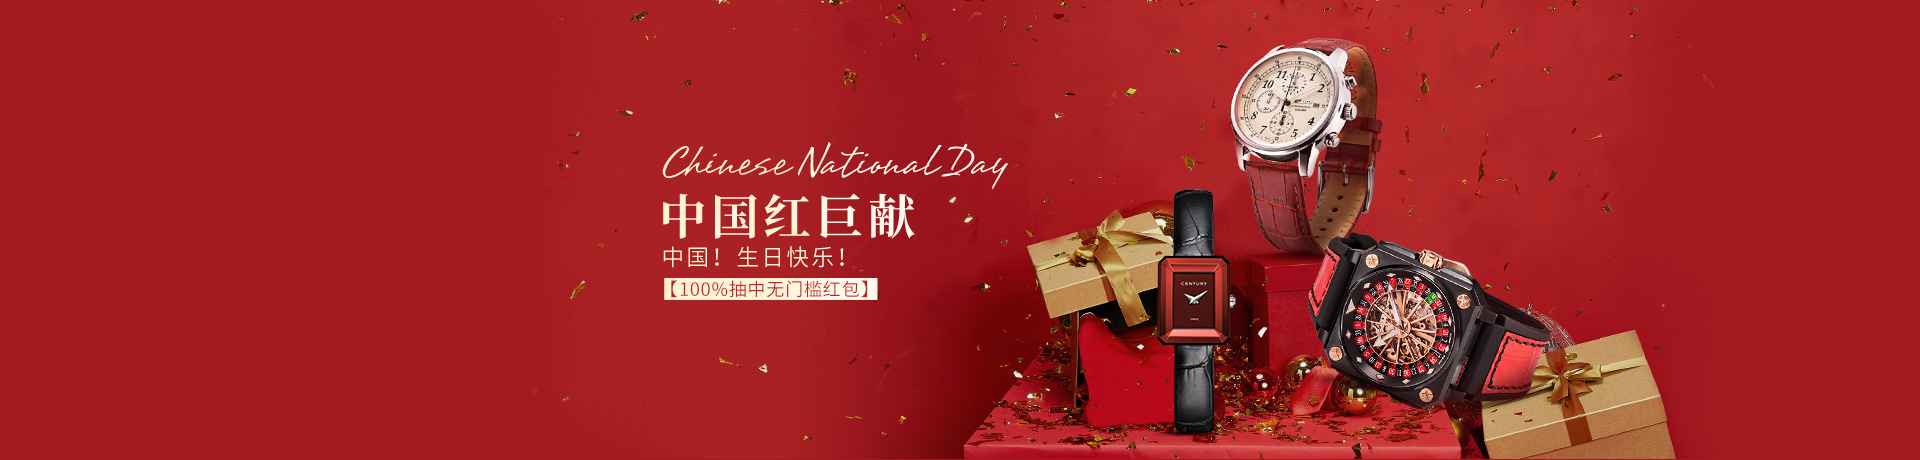 Chinese National Day
中国红巨献
中国！生日快乐！
【100%抽中无门槛红包】
CENTURY